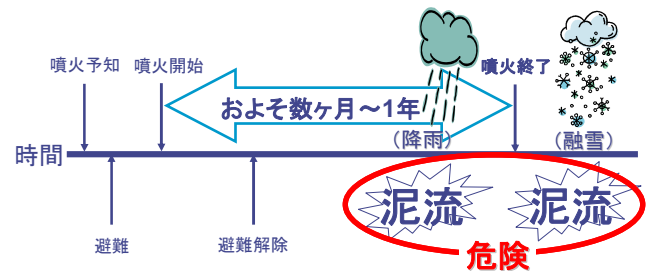 噴火予知
噴火開始
噴火終了
およそ数ヶ月～1年
（降雨）
（融雪）
時間
泥流
泥流
避難
避難解除
危険